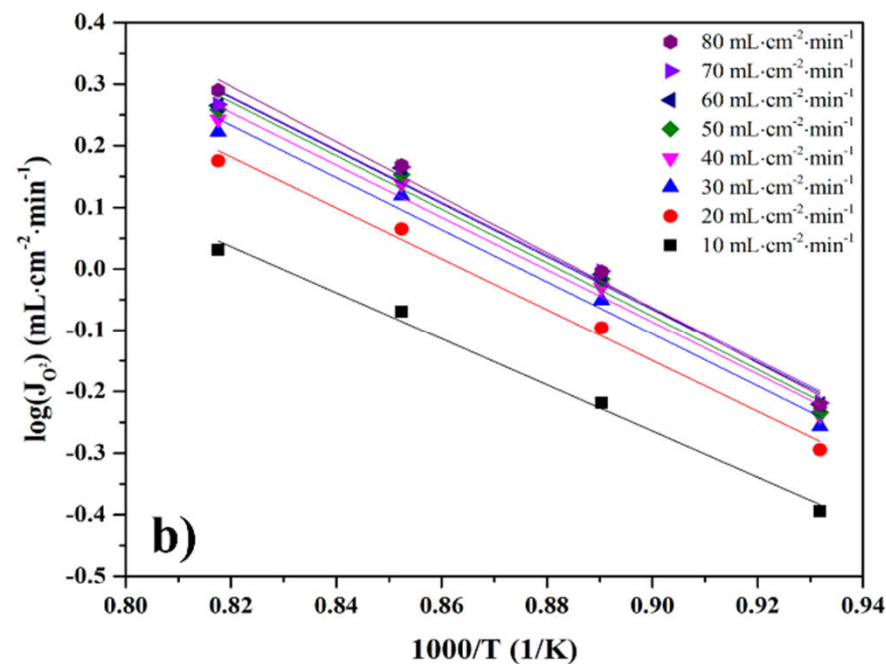 80 mL·cm⁻²·min⁻¹
70 mL·cm⁻²·min⁻¹
60 mL·cm⁻²·min⁻¹
50 mL·cm⁻²·min⁻¹
40 mL·cm⁻²·min⁻¹
30 mL·cm⁻²·min⁻¹
20 mL·cm⁻²·min⁻¹
10 mL·cm⁻²·min⁻¹
0.4
0.3
0.2
0.1
0.0
-0.1
-0.2
-0.3
-0.4
-0.5
log(J_O²) (mL·cm⁻²·min⁻¹)
b)
0.80 0.82 0.84 0.86 0.88 0.90 0.92 0.94
1000/T (1/K)